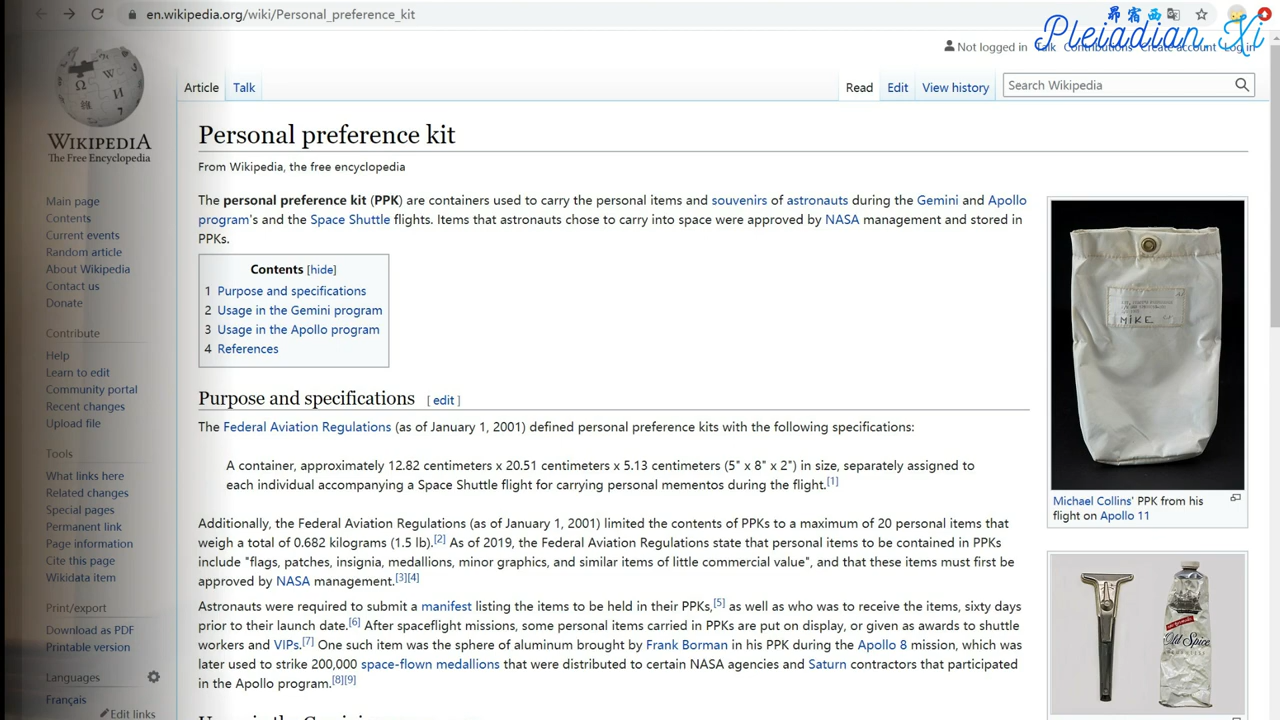 en.wikipedia.org/wiki/Personal_preference_kit
昴宿西
Pleiadian Xi
Not logged in Talk Contributions Create account Log in
Article Talk Read Edit View history Search Wikipedia
WIKIPEDIA
The Free Encyclopedia
Main page
Contents
Current events
Random article
About Wikipedia
Contact us
Donate
Contribute
Help
Learn to edit
Community portal
Recent changes
Upload file
Tools
What links here
Related changes
Special pages
Permanent link
Page information
Cite this page
Wikidata item
Print/export
Download as PDF
Printable version
Languages
Français
Edit links
Personal preference kit
From Wikipedia, the free encyclopedia
The personal preference kit (PPK) are containers used to carry the personal items and souvenirs of astronauts during the Gemini and Apollo
program's and the Space Shuttle flights. Items that astronauts chose to carry into space were approved by NASA management and stored in
PPKs.
Contents [hide]
1 Purpose and specifications
2 Usage in the Gemini program
3 Usage in the Apollo program
4 References
Purpose and specifications [ edit ]
The Federal Aviation Regulations (as of January 1, 2001) defined personal preference kits with the following specifications:
A container, approximately 12.82 centimeters x 20.51 centimeters x 5.13 centimeters (5" x 8" x 2") in size, separately assigned to
each individual accompanying a Space Shuttle flight for carrying personal mementos during the flight.[1]
Additionally, the Federal Aviation Regulations (as of January 1, 2001) limited the contents of PPKs to a maximum of 20 personal items that
weigh a total of 0.682 kilograms (1.5 lb).[2] As of 2019, the Federal Aviation Regulations state that personal items to be contained in PPKs
include "flags, patches, insignia, medallions, minor graphics, and similar items of little commercial value", and that these items must first be
approved by NASA management.[3][4]
Astronauts were required to submit a manifest listing the items to be held in their PPKs,[5] as well as who was to receive the items, sixty days
prior to their launch date.[6] After spaceflight missions, some personal items carried in PPKs are put on display, or given as awards to shuttle
workers and VIPs.[7] One such item was the sphere of aluminum brought by Frank Borman in his PPK during the Apollo 8 mission, which was
later used to strike 200,000 space-flown medallions that were distributed to certain NASA agencies and Saturn contractors that participated
in the Apollo program.[8][9]
MIKE
Michael Collins' PPK from his
flight on Apollo 11
Old Spice